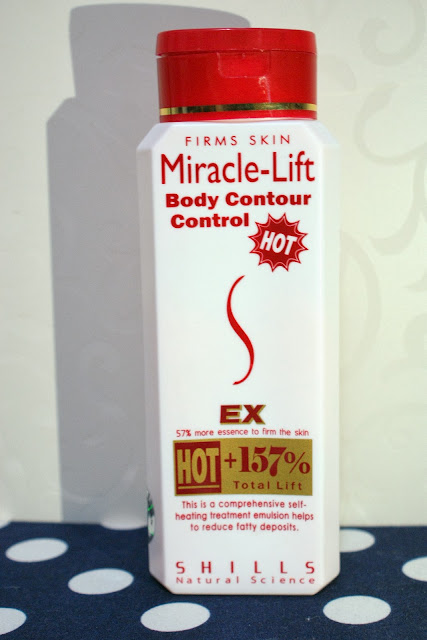 FIRMS SKIN
Miracle-Lift
Body Contour
Control
HOT
EX
57% more essence to firm the skin
HOT +157%
Total Lift
This is a comprehensive self-
heating treatment emulsion helps
to reduce fatty deposits.
SHILLS
Natural Science